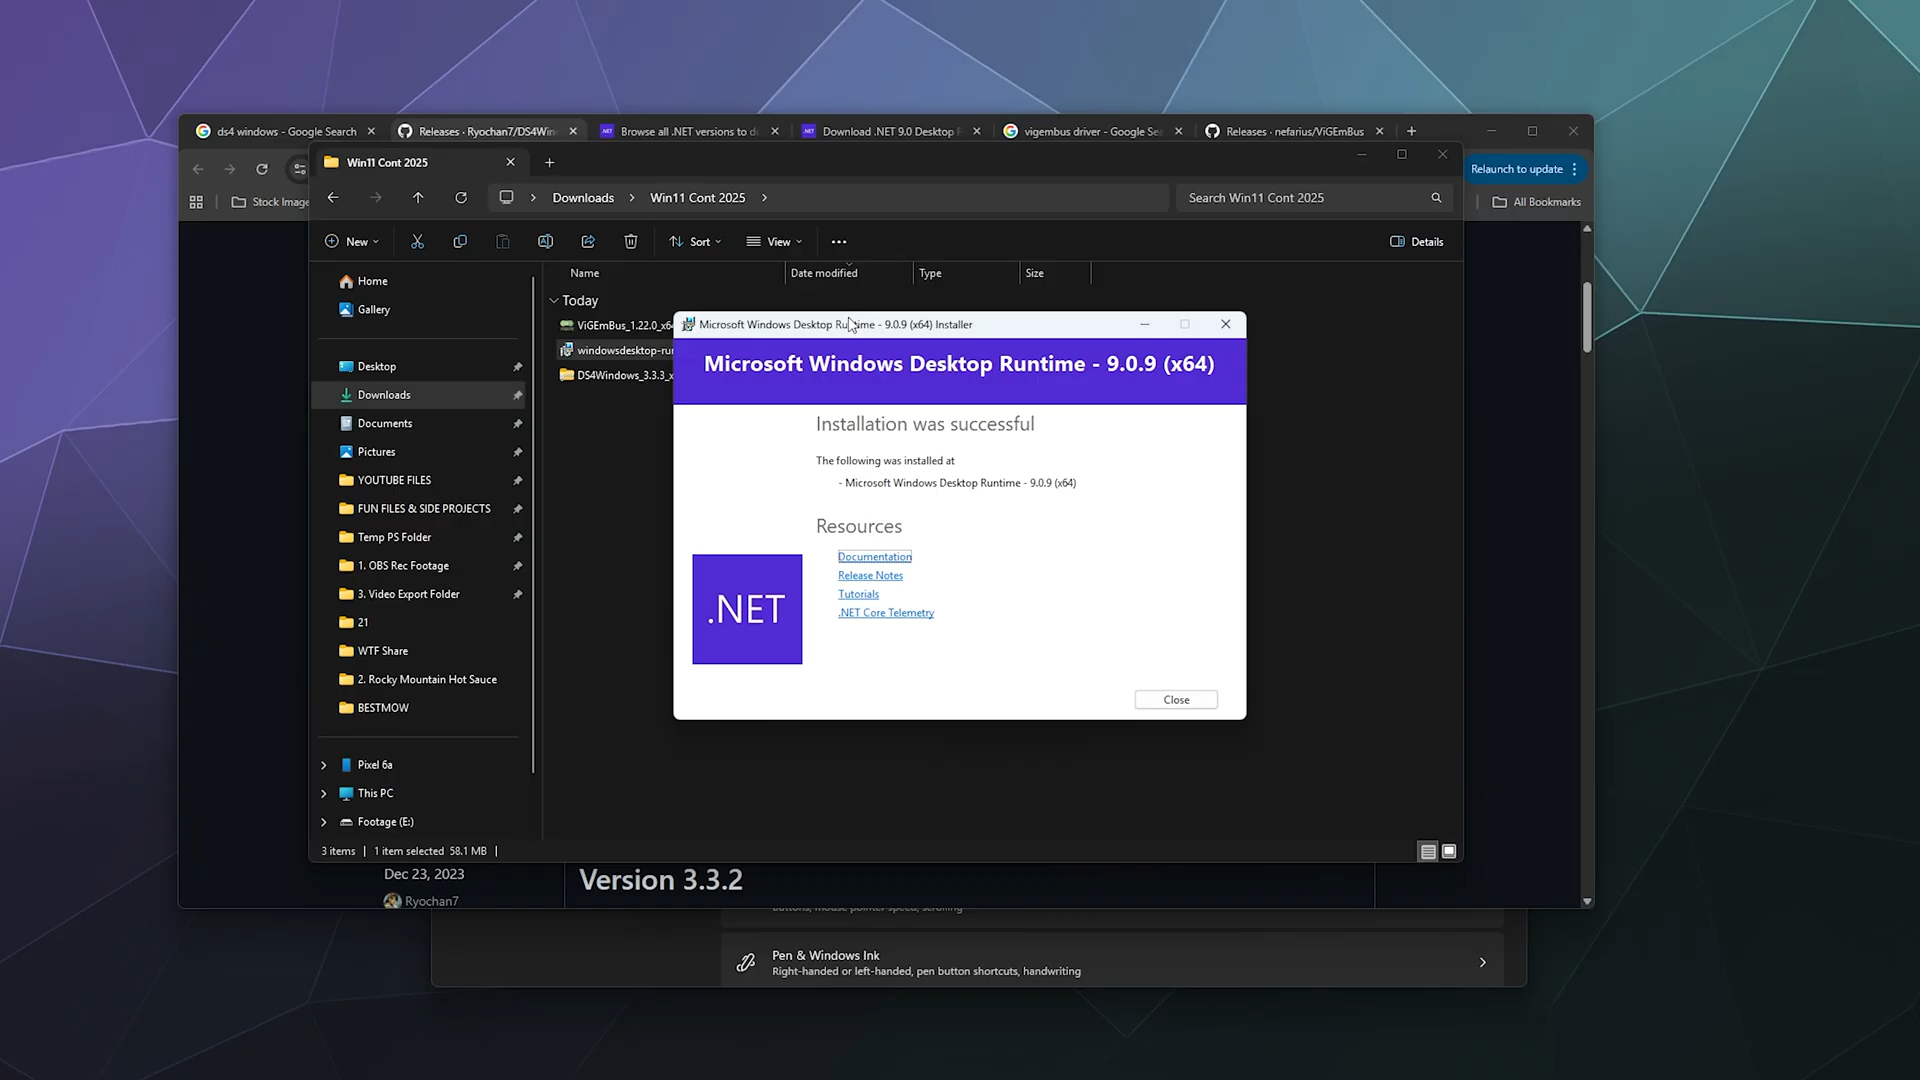 ds4 windows - Google Search
Releases · Ryochan7/DS4Win
Browse all .NET versions to d
Download .NET 9.0 Desktop
vigembus driver - Google Se
Releases · nefarius/ViGEmBus
Win11 Cont 2025
Relaunch to update
Downloads
Win11 Cont 2025
Search Win11 Cont 2025
Stock Image
All Bookmarks
New
Sort
View
Details
Name
Date modified
Type
Size
Home
Gallery
Desktop
Downloads
Documents
Pictures
YOUTUBE FILES
FUN FILES & SIDE PROJECTS
Temp PS Folder
1. OBS Rec Footage
3. Video Export Folder
21
WTF Share
2. Rocky Mountain Hot Sauce
BESTMOW
Pixel 6a
This PC
Footage (E:)
Today
ViGEmBus_1.22.0_x6
windowsdesktop-ru
DS4Windows_3.3.3_x
Microsoft Windows Desktop Runtime - 9.0.9 (x64) Installer
Microsoft Windows Desktop Runtime - 9.0.9 (x64)
Installation was successful
The following was installed at
- Microsoft Windows Desktop Runtime - 9.0.9 (x64)
Resources
Documentation
Release Notes
Tutorials
.NET Core Telemetry
.NET
Close
3 items
1 item selected 58.1 MB
Dec 23, 2023
Ryochan7
Version 3.3.2
Buttons, mouse pointer speed, scrolling
Pen & Windows Ink
Right-handed or left-handed, pen button shortcuts, handwriting